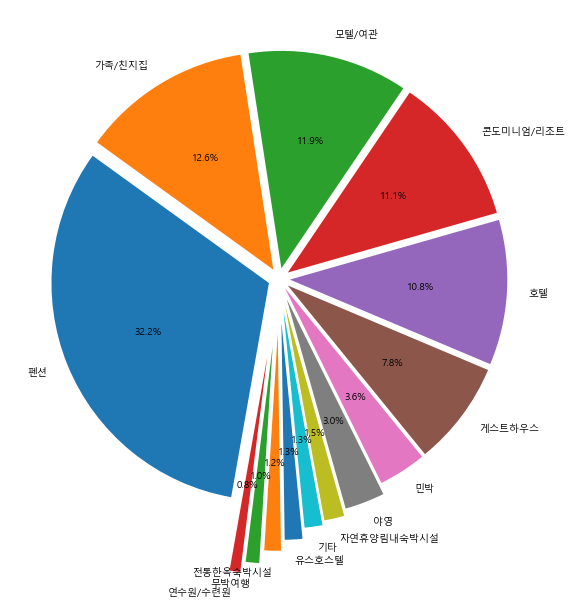 모텔/여관
가족/친지집
콘도미니엄/리조트
11.9%
12.6%
11.1%
10.8%
호텔
32.2%
7.8%
펜션
3.6%
게스트하우스
3.0%
1.5%
1.3%
1.3%
1.2%
1.0%
0.8%
민박
야영
자연휴양림내숙박시설
기타
유스호스텔
전통한옥숙박시설
무박여행
연수원/수련원